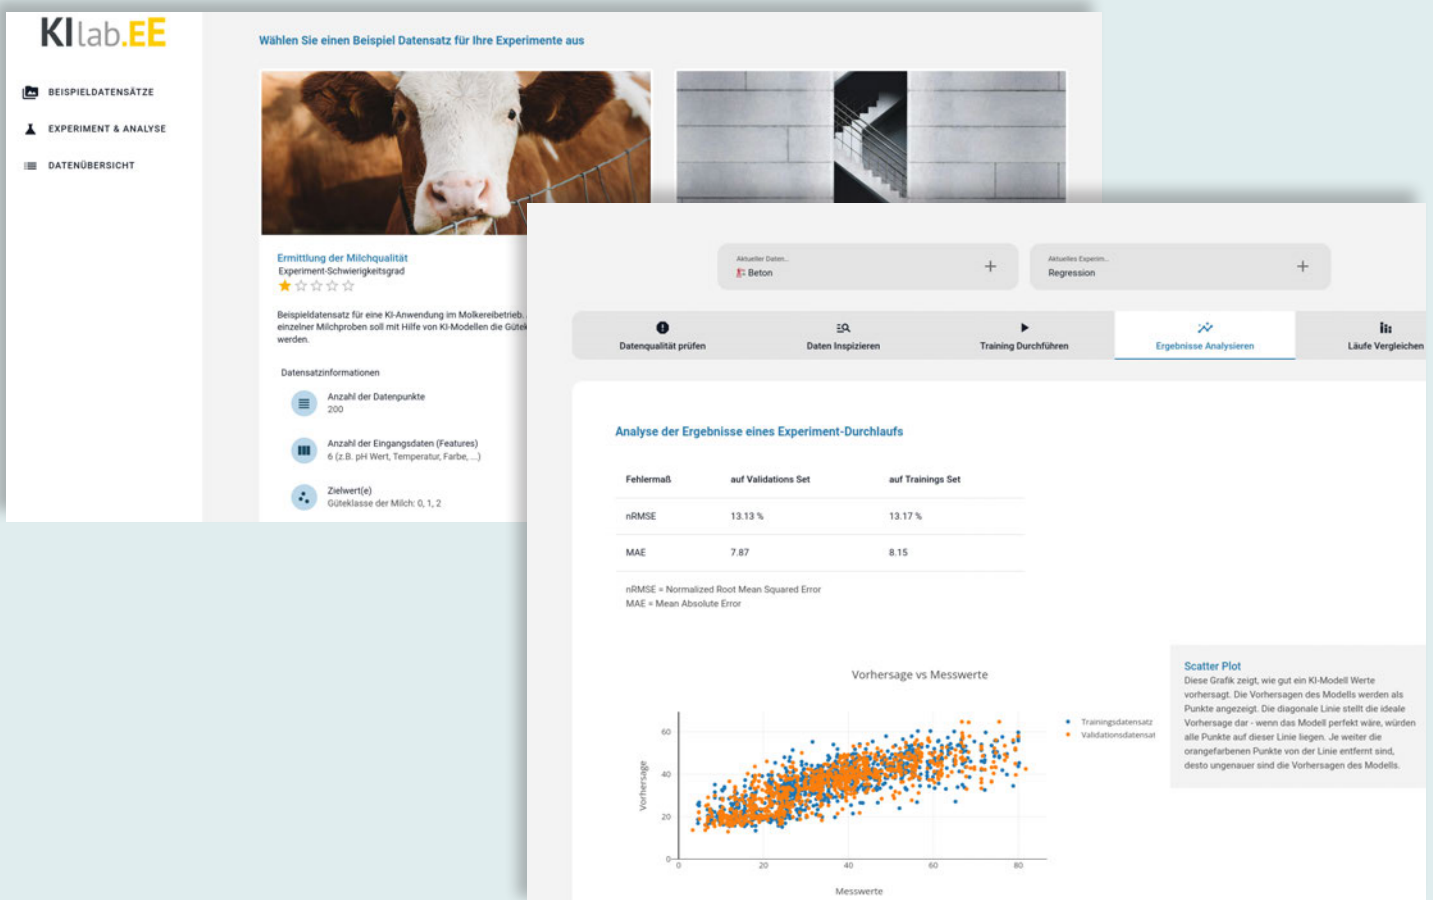 KIlab.EE
BEISPIELDATENSÄTZE
EXPERIMENT & ANALYSE
DATENÜBERSICHT
Wählen Sie einen Beispiel Datensatz für Ihre Experimente aus
Ermittlung der Milchqualität
Experiment-Schwierigkeitsgrad
Beispieldatensatz für eine KI-Anwendung im Molkereibetrieb.
einzelner Milchproben soll mit Hilfe von KI-Modellen die Gütek
werden.
Datensatzinformationen
Anzahl der Datenpunkte
200
Anzahl der Eingangsdaten (Features)
6 (z.B. pH Wert, Temperatur, Farbe, ...)
Zielwert(e)
Güteklasse der Milch: 0, 1, 2
Aktueller Daten...
Beton
Aktuelles Experim...
Regression
Datenqualität prüfen
Daten Inspizieren
Training Durchführen
Ergebnisse Analysieren
Läufe Vergleichen
Analyse der Ergebnisse eines Experiment-Durchlaufs
Fehlermaß auf Validations Set auf Trainings Set
nRMSE 13.13 % 13.17 %
MAE 7.87 8.15
nRMSE = Normalized Root Mean Squared Error
MAE = Mean Absolute Error
Vorhersage vs Messwerte
Vorhersage
60
40
20
0
0 20 40 60 80
Messwerte
Trainingsdatensatz
Validationsdatensat
Scatter Plot
Diese Grafik zeigt, wie gut ein KI-Modell Werte
vorhersagt. Die Vorhersagen des Modells werden als
Punkte angezeigt. Die diagonale Linie stellt die ideale
Vorhersage dar - wenn das Modell perfekt wäre, würden
alle Punkte auf dieser Linie liegen. Je weiter die
orangefarbenen Punkte von der Linie entfernt sind,
desto ungenauer sind die Vorhersagen des Modells.